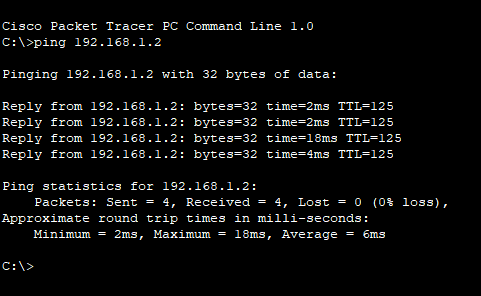 Cisco Packet Tracer PC Command Line 1.0
C:\>ping 192.168.1.2
Pinging 192.168.1.2 with 32 bytes of data:
Reply from 192.168.1.2: bytes=32 time=2ms TTL=125
Reply from 192.168.1.2: bytes=32 time=2ms TTL=125
Reply from 192.168.1.2: bytes=32 time=18ms TTL=125
Reply from 192.168.1.2: bytes=32 time=4ms TTL=125
Ping statistics for 192.168.1.2:
    Packets: Sent = 4, Received = 4, Lost = 0 (0% loss),
Approximate round trip times in milli-seconds:
    Minimum = 2ms, Maximum = 18ms, Average = 6ms
C:\>